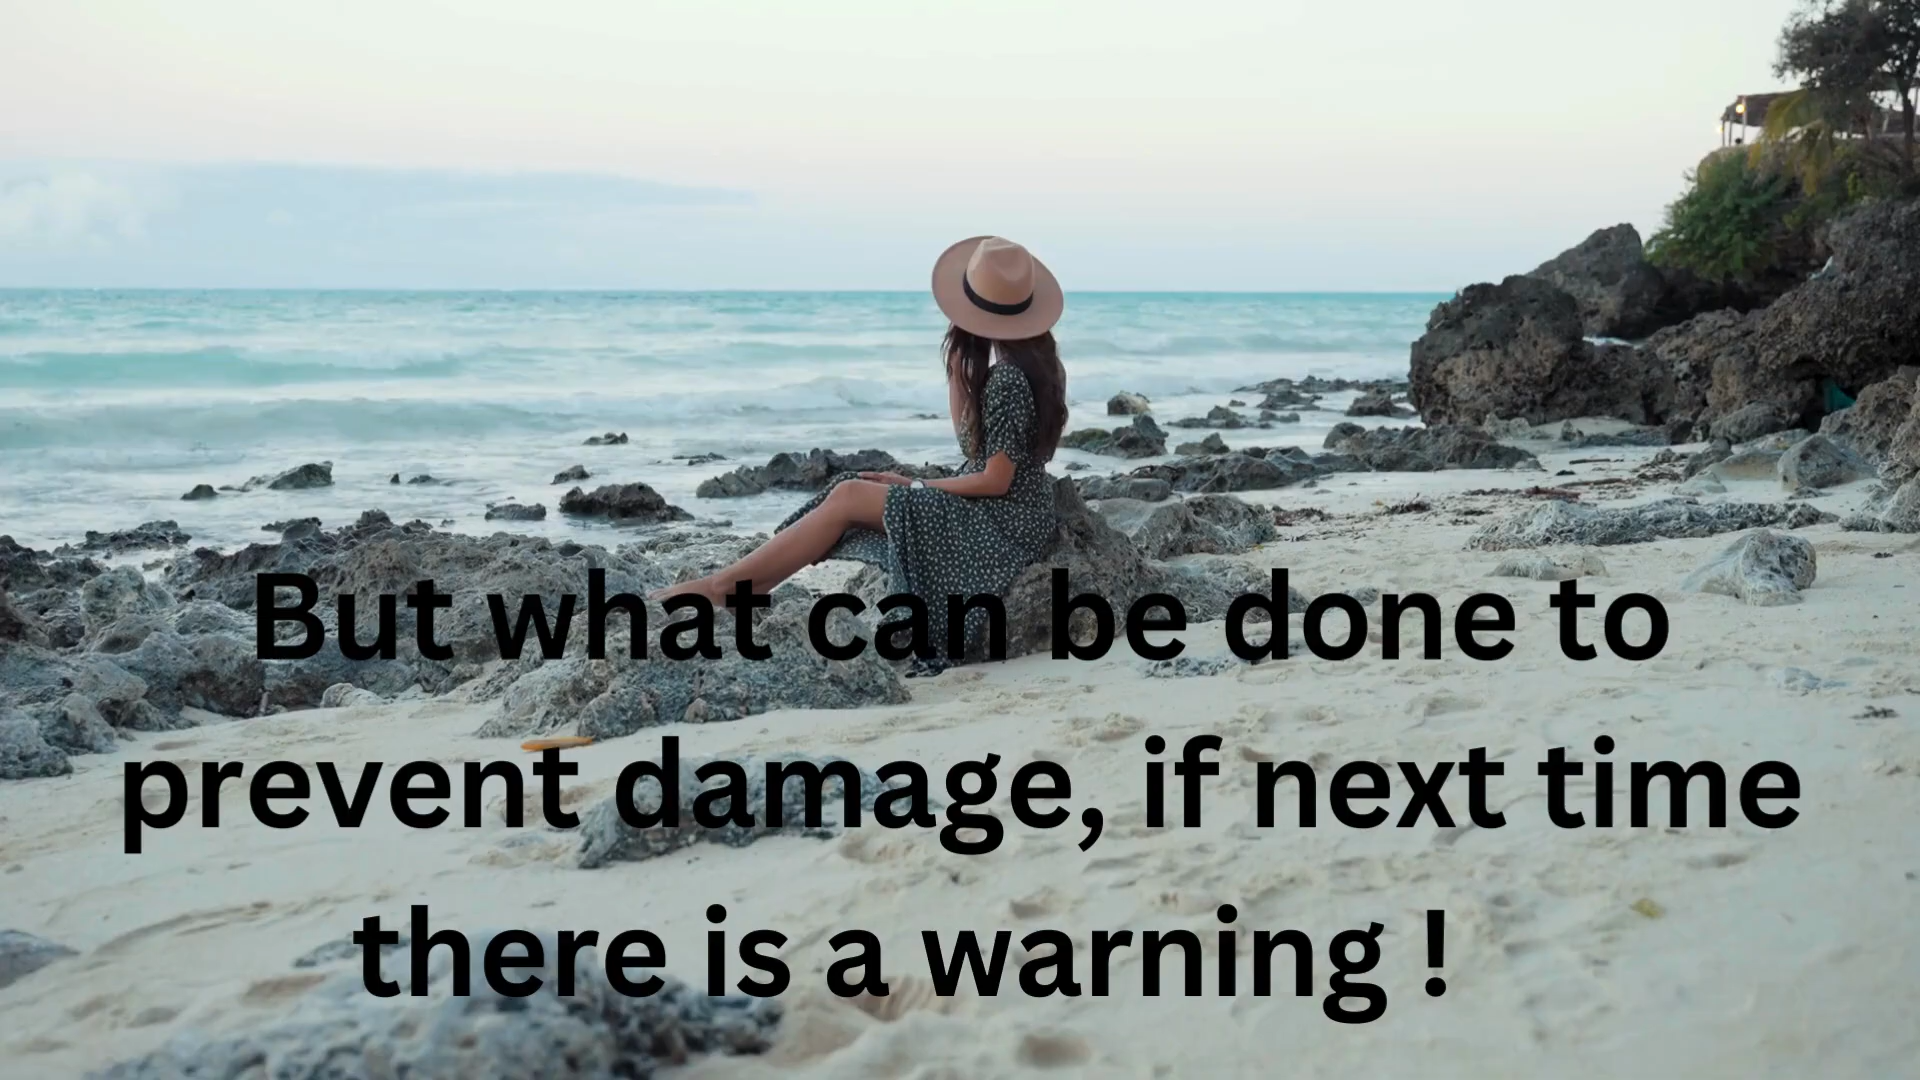 But what can be done to
prevent damage, if next time
there is a warning !